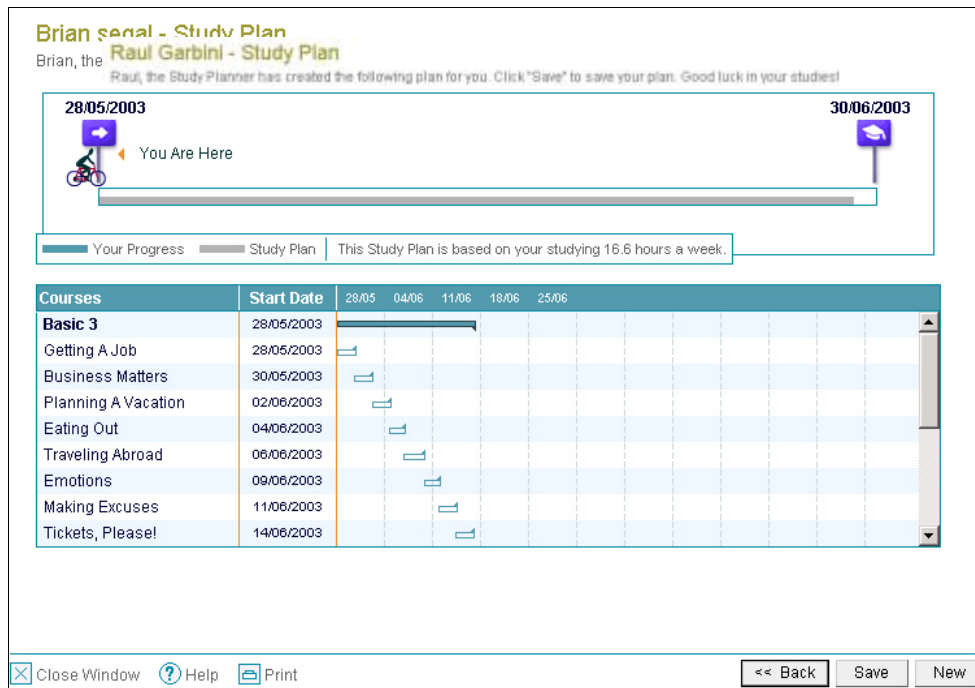 Brian segal - Study Plan
Brian, the
Raul Garbini - Study Plan
Raul, the Study Planner has created the following plan for you. Click "Save" to save your plan. Good luck in your studies!
28/05/2003 30/06/2003
You Are Here
Your Progress Study Plan This Study Plan is based on your studying 16.6 hours a week.
Courses Start Date 28/05 04/06 11/06 18/06 25/06
Basic 3 28/05/2003
Getting A Job 28/05/2003
Business Matters 30/05/2003
Planning A Vacation 02/06/2003
Eating Out 04/06/2003
Traveling Abroad 06/06/2003
Emotions 09/06/2003
Making Excuses 11/06/2003
Tickets, Please! 14/06/2003
Close Window ? Help Print << Back Save New